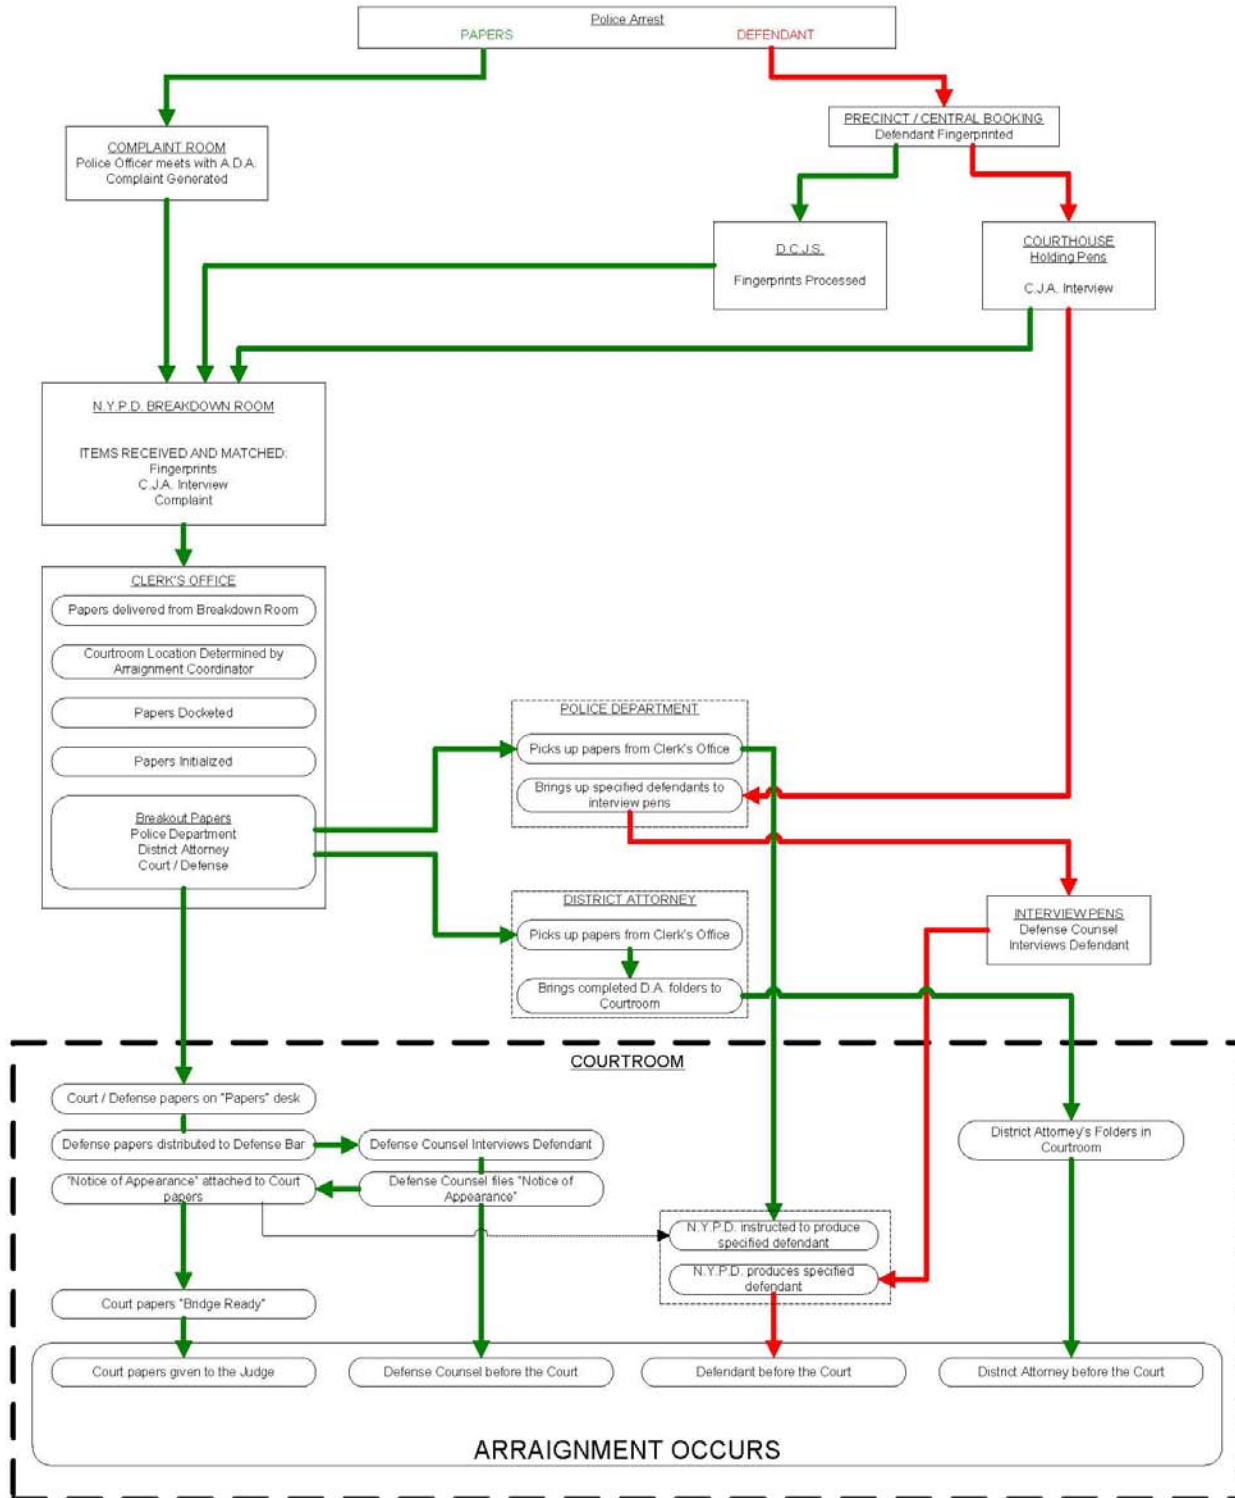 Police Arrest
PAPERS
DEFENDANT
PRECINCT / CENTRAL BOOKING
Defendant Fingerprinted
COMPLAINT ROOM
Police Officer meets with A.D.A.
Complaint Generated
D.C.J.S.
Fingerprints Processed
COURTHOUSE
Holding Pens
C.J.A. Interview
N.Y.P.D. BREAKDOWN ROOM
ITEMS RECEIVED AND MATCHED:
Fingerprints
C.J.A. Interview
Complaint
CLERK'S OFFICE
Papers delivered from Breakdown Room
Courtroom Location Determined by
Arraignment Coordinator
Papers Docketed
Papers Initialized
Breakout Papers
Police Department
District Attorney
Court / Defense
POLICE DEPARTMENT
Picks up papers from Clerk's Office
Brings up specified defendants to
interview pens
DISTRICT ATTORNEY
Picks up papers from Clerk's Office
Brings completed D.A. folders to
Courtroom
INTERVIEW PENS
Defense Counsel
Interviews Defendant
COURTROOM
Court / Defense papers on "Papers" desk
Defense papers distributed to Defense Bar
Defense Counsel Interviews Defendant
"Notice of Appearance" attached to Court
papers
Defense Counsel files "Notice of
Appearance"
District Attorney's Folders in
Courtroom
N.Y.P.D. instructed to produce
specified defendant
N.Y.P.D. produces specified
defendant
Court papers "Bridge Ready"
Court papers given to the Judge
Defense Counsel before the Court
Defendant before the Court
District Attorney before the Court
ARRAIGNMENT OCCURS